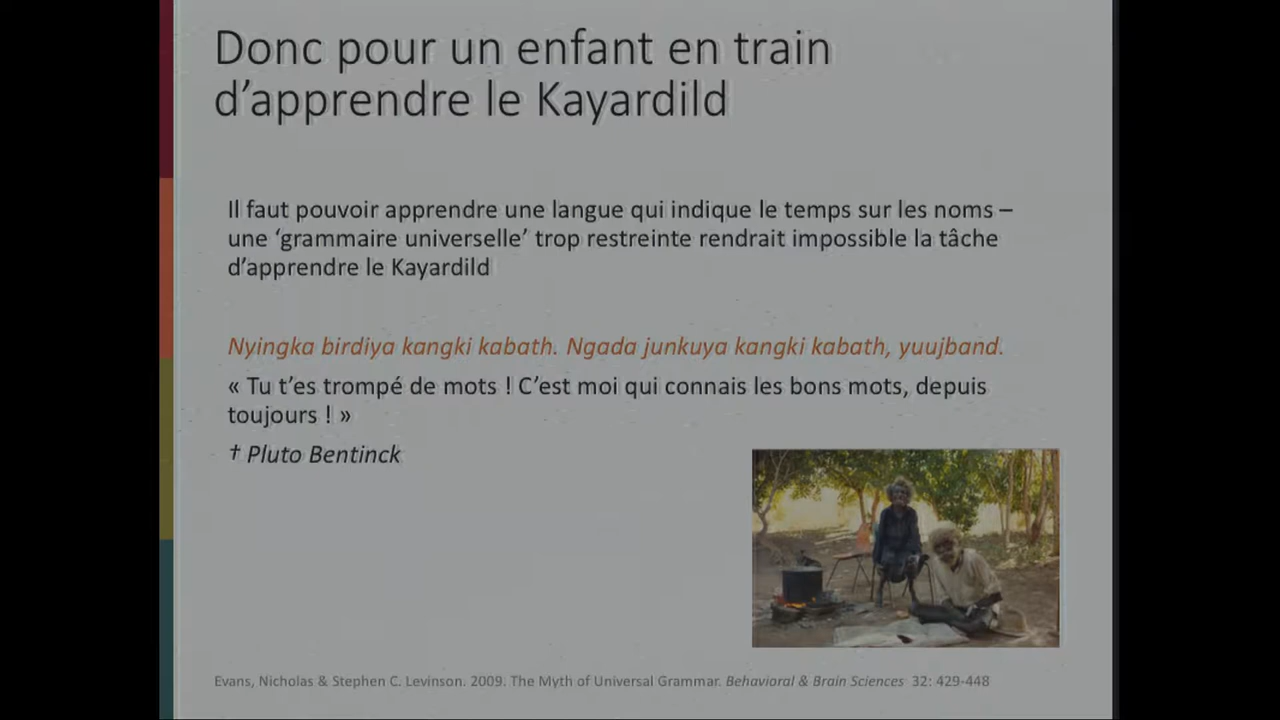 Donc pour un enfant en train
d’apprendre le Kayardild
Il faut pouvoir apprendre une langue qui indique le temps sur les noms –
une ‘grammaire universelle’ trop restreinte rendrait impossible la tâche
d’apprendre le Kayardild
Nyingka birdiya kangki kabath. Ngada junkuya kangki kabath, yuujband.
« Tu t’es trompé de mots ! C’est moi qui connais les bons mots, depuis
toujours ! »
† Pluto Bentinck
Evans, Nicholas & Stephen C. Levinson. 2009. The Myth of Universal Grammar. Behavioral & Brain Sciences 32: 429-448